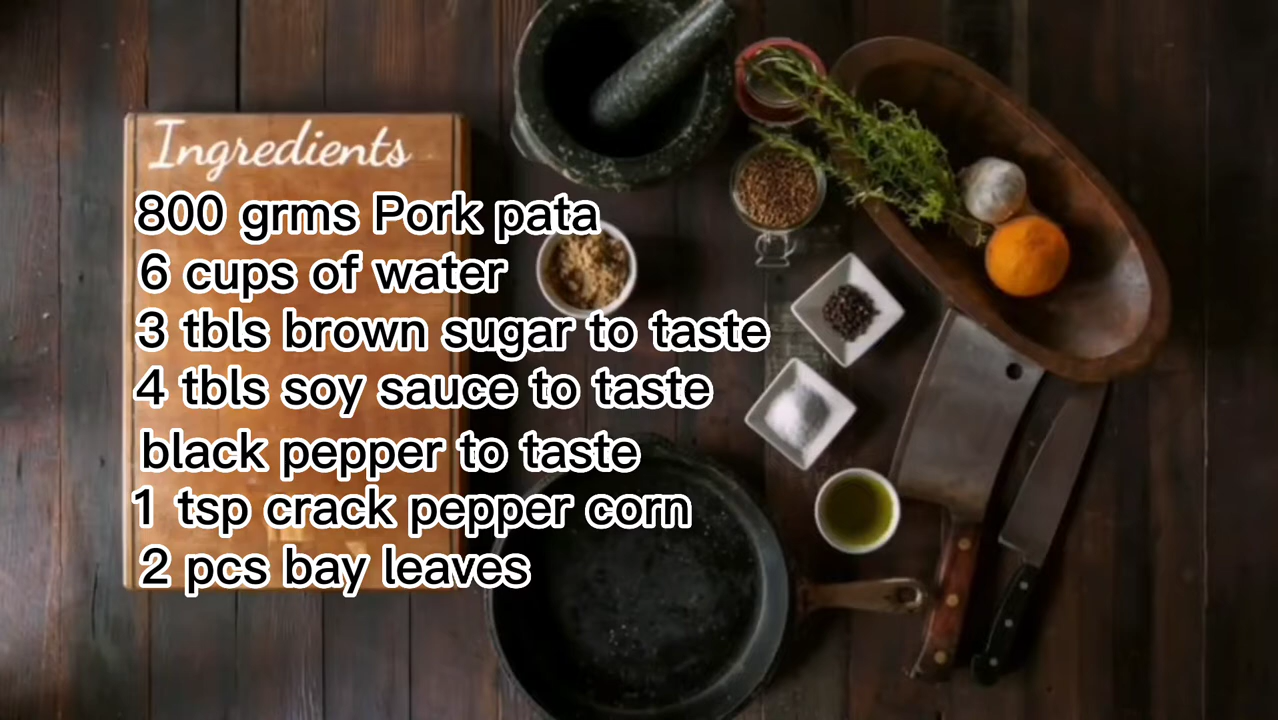 Ingredients
800 grms Pork pata
6 cups of water
3 tbls brown sugar to taste
4 tbls soy sauce to taste
black pepper to taste
1 tsp crack pepper corn
2 pcs bay leaves